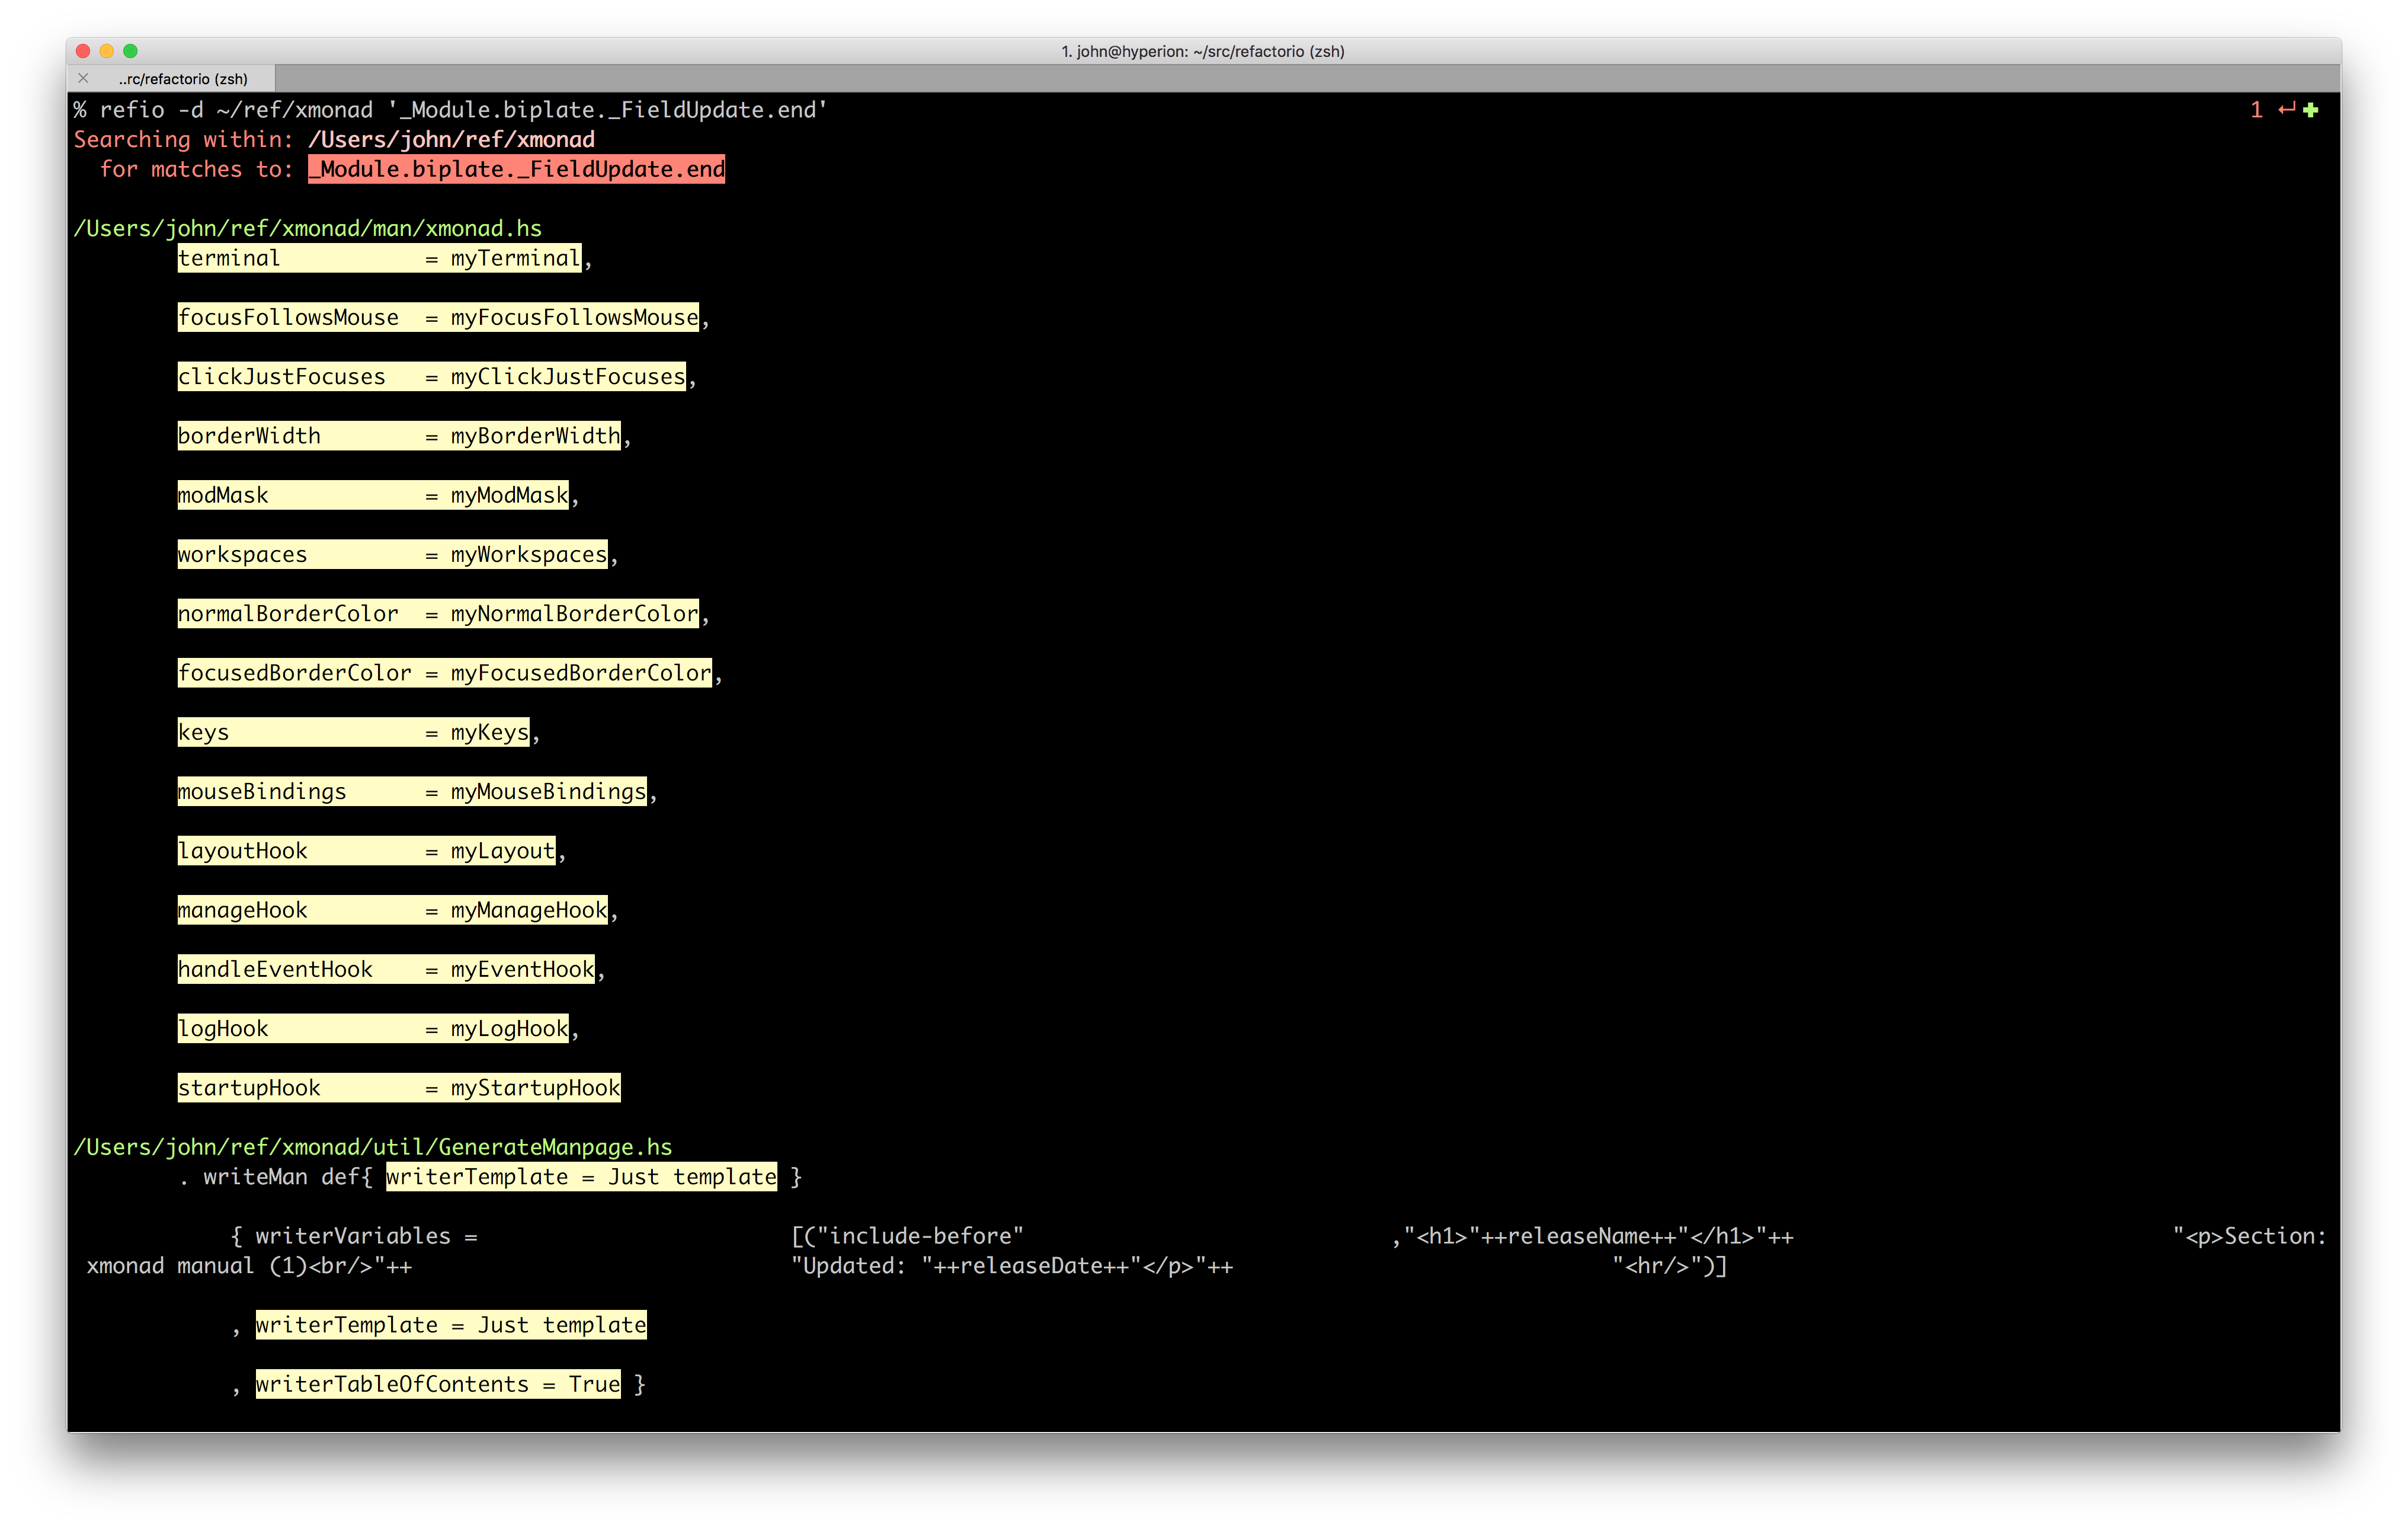 1. john@hyperion: ~/src/refactorio (zsh)
..rc/refactorio (zsh)
% refio -d ~/ref/xmonad '_Module.biplate._FieldUpdate.end' 1 ↵ ✚
Searching within: /Users/john/ref/xmonad
  for matches to: _Module.biplate._FieldUpdate.end
/Users/john/ref/xmonad/man/xmonad.hs
        terminal           = myTerminal,
        focusFollowsMouse  = myFocusFollowsMouse,
        clickJustFocuses   = myClickJustFocuses,
        borderWidth        = myBorderWidth,
        modMask            = myModMask,
        workspaces         = myWorkspaces,
        normalBorderColor  = myNormalBorderColor,
        focusedBorderColor = myFocusedBorderColor,
        keys               = myKeys,
        mouseBindings      = myMouseBindings,
        layoutHook         = myLayout,
        manageHook         = myManageHook,
        handleEventHook    = myEventHook,
        logHook            = myLogHook,
        startupHook        = myStartupHook
/Users/john/ref/xmonad/util/GenerateManpage.hs
        . writeMan def{ writerTemplate = Just template }
            { writerVariables =                        [("include-before"                            ,"<h1>"++releaseName++"</h1>"++                             "<p>Section:
 xmonad manual (1)<br/>"++                             "Updated: "++releaseDate++"</p>"++                             "<hr/>")]
            , writerTemplate = Just template
            , writerTableOfContents = True }